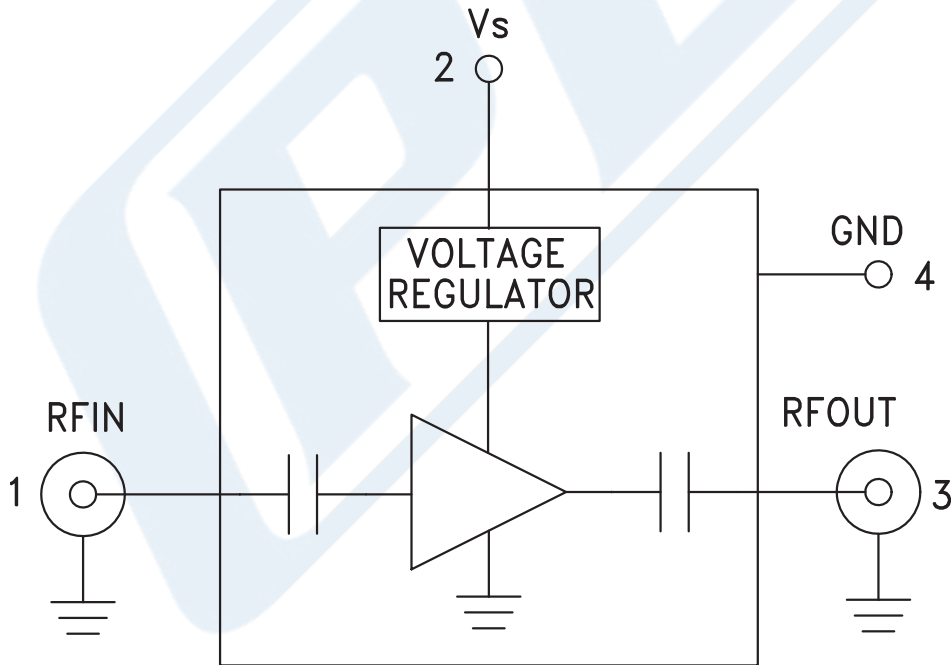 Vs
2
VOLTAGE
REGULATOR
GND
4
RFIN
1
RFOUT
3